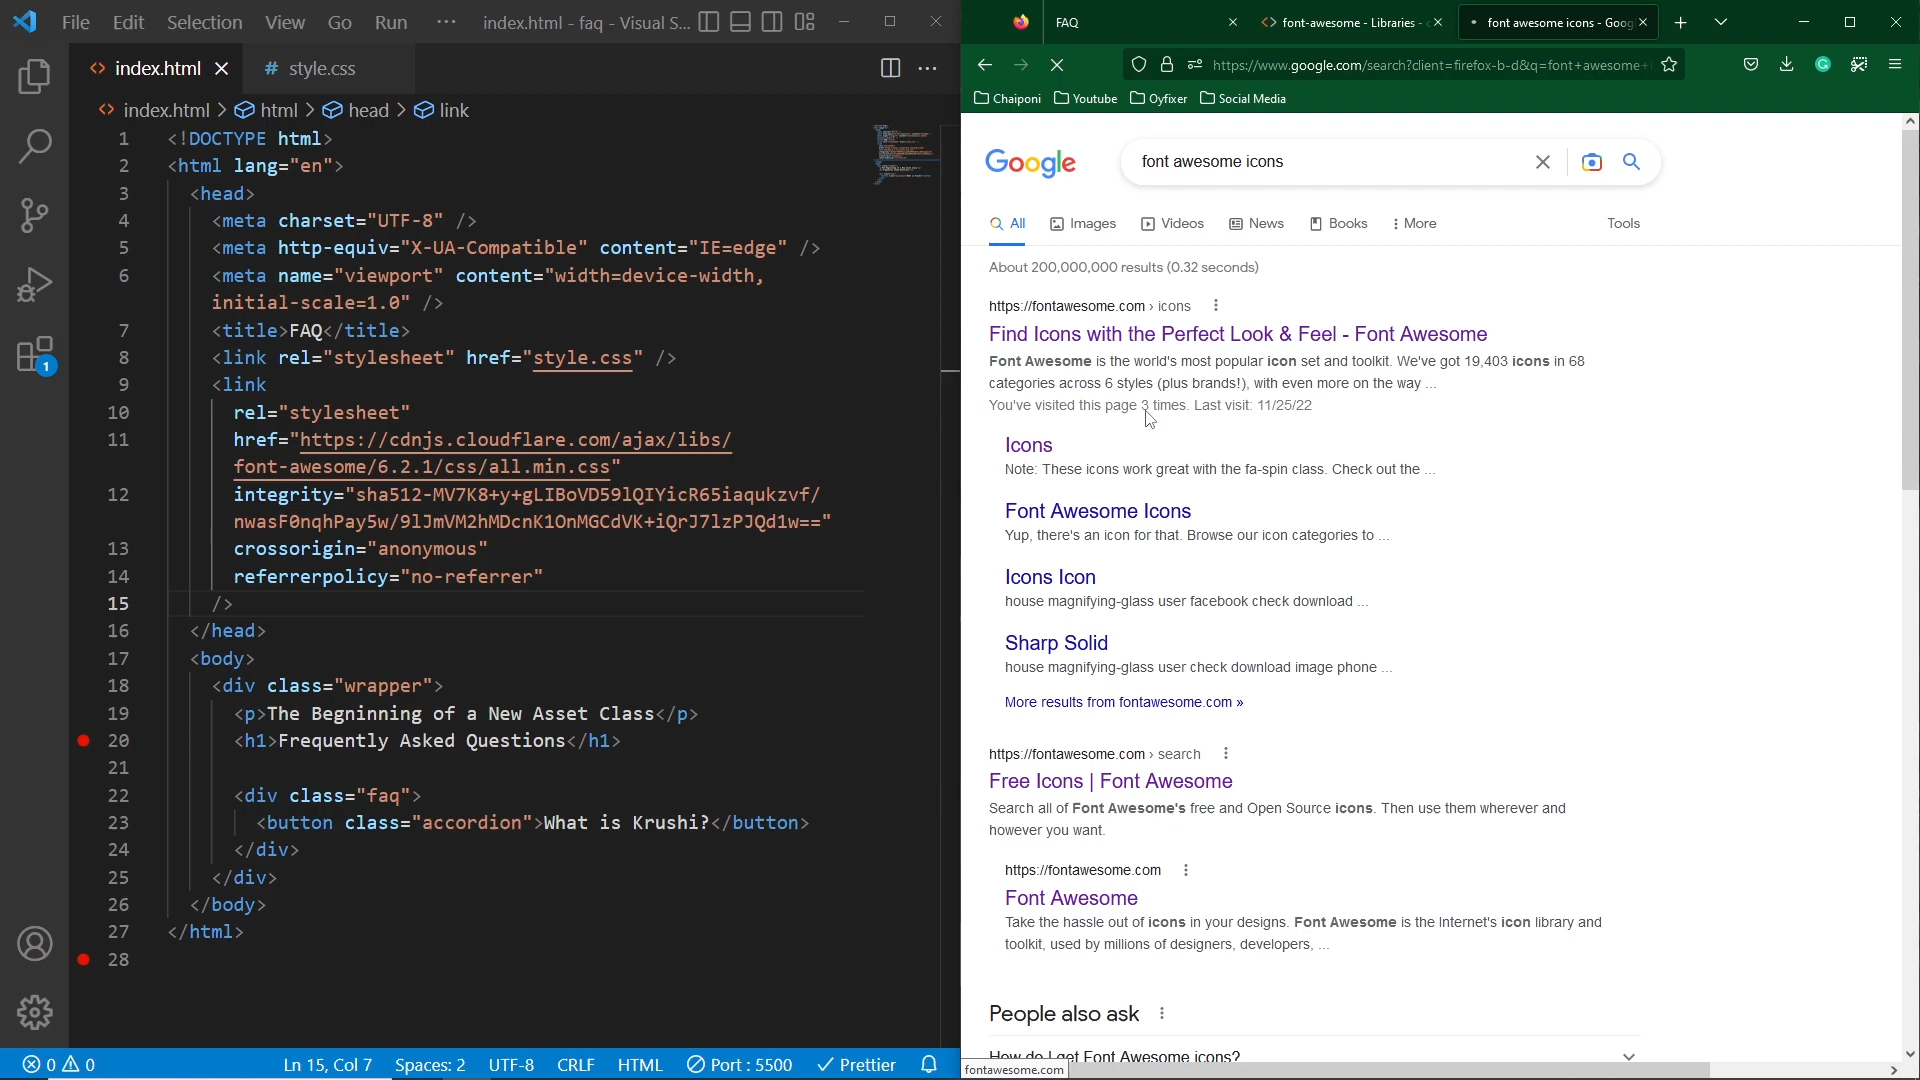 File Edit Selection View Go Run ··· index.html - faq - Visual S...
index.html
# style.css
index.html > html > head > link
1 <!DOCTYPE html>
2 <html lang="en">
3 <head>
4 <meta charset="UTF-8" />
5 <meta http-equiv="X-UA-Compatible" content="IE=edge" />
6 <meta name="viewport" content="width=device-width,
initial-scale=1.0" />
7 <title>FAQ</title>
8 <link rel="stylesheet" href="style.css" />
9 <link
10 rel="stylesheet"
11 href="https://cdnjs.cloudflare.com/ajax/libs/
font-awesome/6.2.1/css/all.min.css"
12 integrity="sha512-MV7K8+y+gLIBoVD59lQIYicR65iaqukzvf/
nwasF0nqhPay5w/9lJmVM2hMDcnK1OnMGCdVK+iQrJ7lzPJQd1w=="
13 crossorigin="anonymous"
14 referrerpolicy="no-referrer"
15 />
16 </head>
17 <body>
18 <div class="wrapper">
19 <p>The Begninning of a New Asset Class</p>
20 <h1>Frequently Asked Questions</h1>
21
22 <div class="faq">
23 <button class="accordion">What is Krushi?</button>
24 </div>
25 </div>
26 </body>
27 </html>
28
1
0 0 Ln 15, Col 7 Spaces: 2 UTF-8 CRLF HTML Port : 5500 Prettier
FAQ
font-awesome - Libraries -
font awesome icons - Goog
https://www.google.com/search?client=firefox-b-d&q=font+awesome+
Chaiponi Youtube Oyfixer Social Media
Google
font awesome icons
All Images Videos News Books More Tools
About 200,000,000 results (0.32 seconds)
https://fontawesome.com › icons
Find Icons with the Perfect Look & Feel - Font Awesome
Font Awesome is the world's most popular icon set and toolkit. We've got 19,403 icons in 68
categories across 6 styles (plus brands!), with even more on the way ...
You've visited this page 3 times. Last visit: 11/25/22
Icons
Note: These icons work great with the fa-spin class. Check out the ...
Font Awesome Icons
Yup, there's an icon for that. Browse our icon categories to ...
Icons Icon
house magnifying-glass user facebook check download ...
Sharp Solid
house magnifying-glass user check download image phone ...
More results from fontawesome.com »
https://fontawesome.com › search
Free Icons | Font Awesome
Search all of Font Awesome's free and Open Source icons. Then use them wherever and
however you want.
https://fontawesome.com
Font Awesome
Take the hassle out of icons in your designs. Font Awesome is the Internet's icon library and
toolkit, used by millions of designers, developers, ...
People also ask
How do I get Font Awesome icons?
fontawesome.com